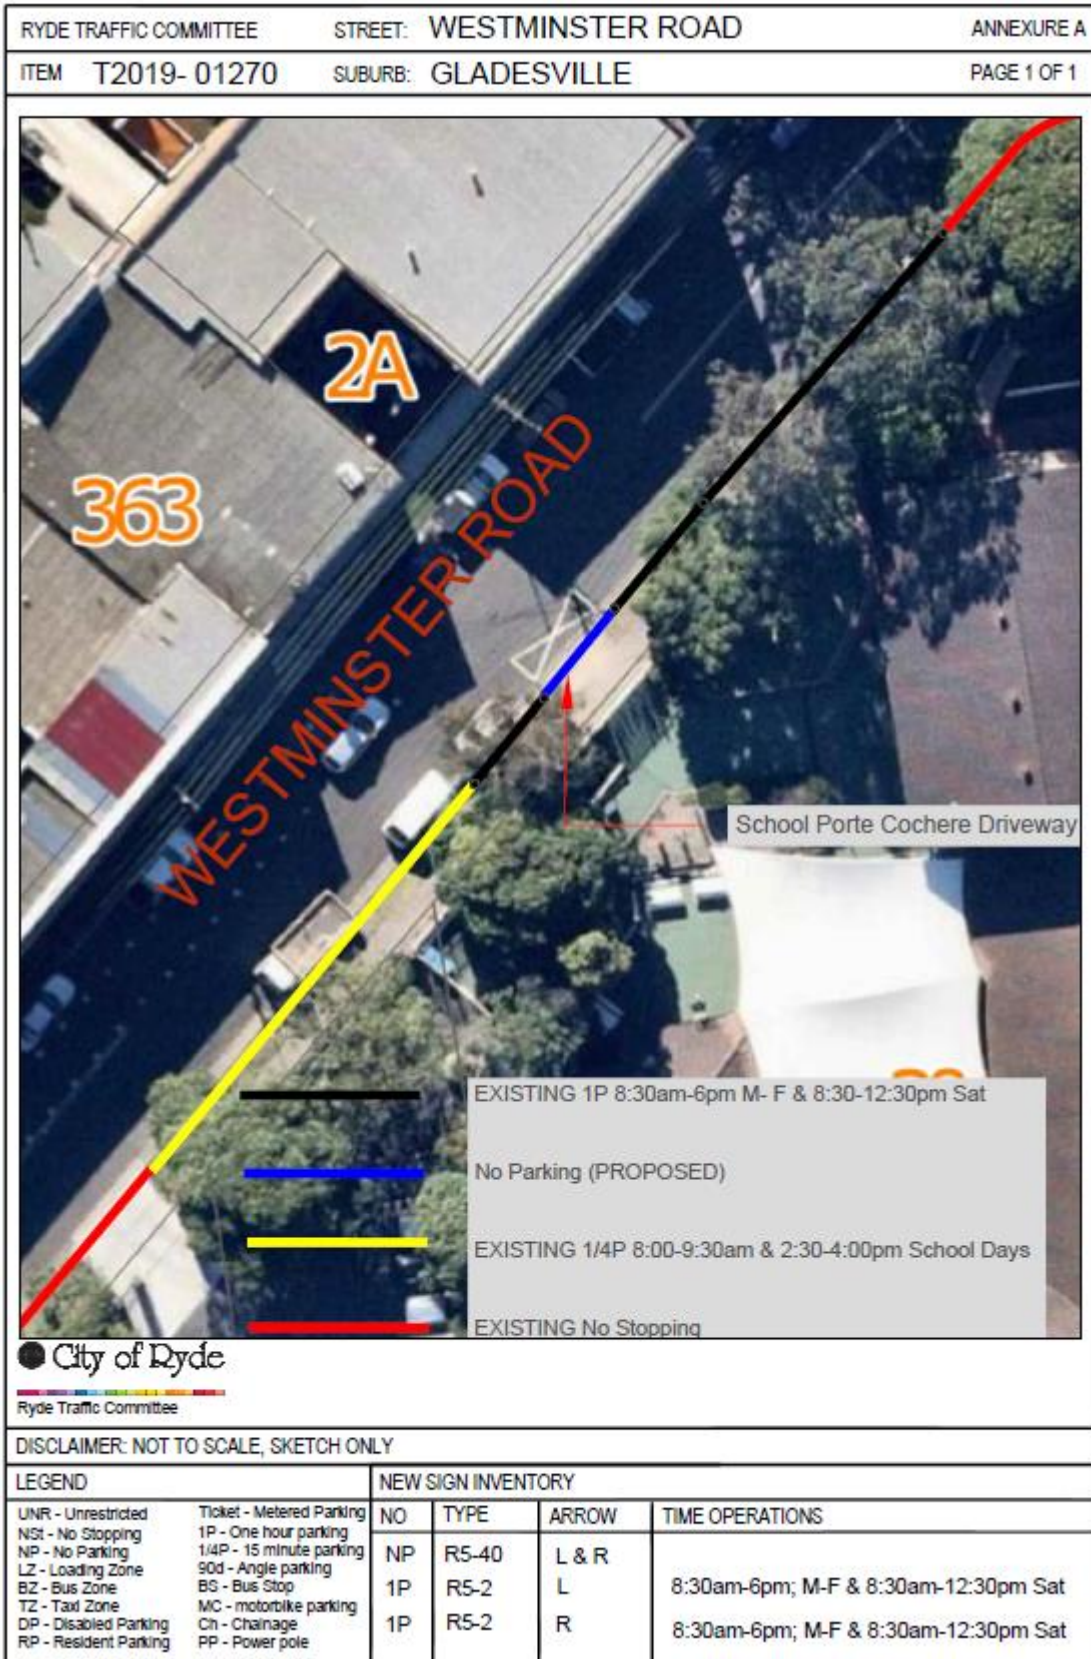 RYDE TRAFFIC COMMITTEE STREET: WESTMINSTER ROAD ANNEXURE A
ITEM T2019- 01270 SUBURB: GLADESVILLE PAGE 1 OF 1
2A
363
WESTMINSTER ROAD
School Porte Cochere Driveway
EXISTING 1P 8:30am-6pm M- F & 8:30-12:30pm Sat
No Parking (PROPOSED)
EXISTING 1/4P 8:00-9:30am & 2:30-4:00pm School Days
EXISTING No Stopping
City of Ryde
Ryde Traffic Committee
DISCLAIMER: NOT TO SCALE, SKETCH ONLY
LEGEND
UNR - Unrestricted
NSt - No Stopping
NP - No Parking
LZ - Loading Zone
BZ - Bus Zone
TZ - Taxi Zone
DP - Disabled Parking
RP - Resident Parking
Ticket - Metered Parking
1P - One hour parking
1/4P - 15 minute parking
90d - Angle parking
BS - Bus Stop
MC - motorbike parking
Ch - Chainage
PP - Power pole
NEW SIGN INVENTORY
NO TYPE ARROW TIME OPERATIONS
NP R5-40 L & R
1P R5-2 L 8:30am-6pm; M-F & 8:30am-12:30pm Sat
1P R5-2 R 8:30am-6pm; M-F & 8:30am-12:30pm Sat